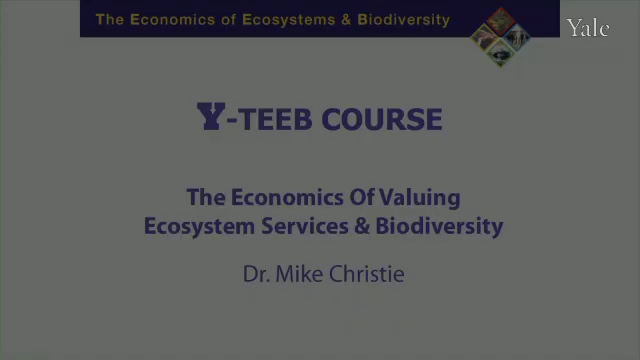 The Economics of Ecosystems & Biodiversity
Yale
Y-TEEB COURSE
The Economics Of Valuing
Ecosystem Services & Biodiversity
Dr. Mike Christie